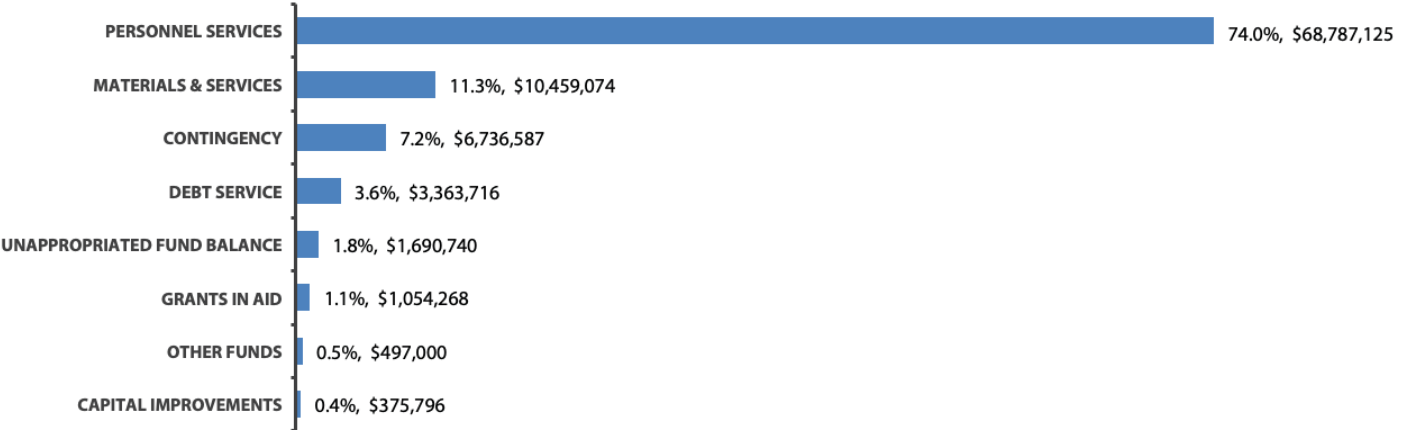 PERSONNEL SERVICES 74.0%, $68,787,125
MATERIALS & SERVICES 11.3%, $10,459,074
CONTINGENCY 7.2%, $6,736,587
DEBT SERVICE 3.6%, $3,363,716
UNAPPROPRIATED FUND BALANCE 1.8%, $1,690,740
GRANTS IN AID 1.1%, $1,054,268
OTHER FUNDS 0.5%, $497,000
CAPITAL IMPROVEMENTS 0.4%, $375,796